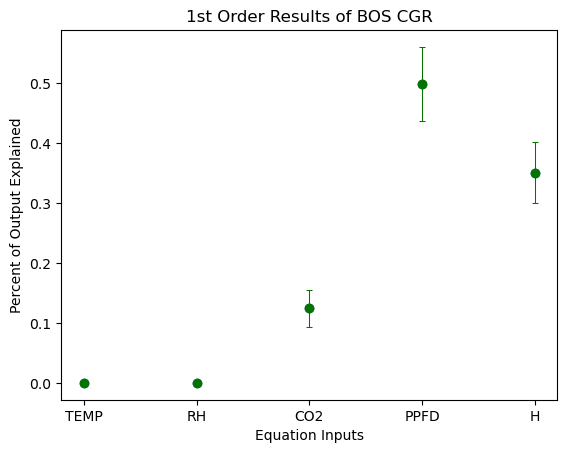 1st Order Results of BOS CGR
Percent of Output Explained
0.5
0.4
0.3
0.2
0.1
0.0
TEMP RH CO2 PPFD H
Equation Inputs